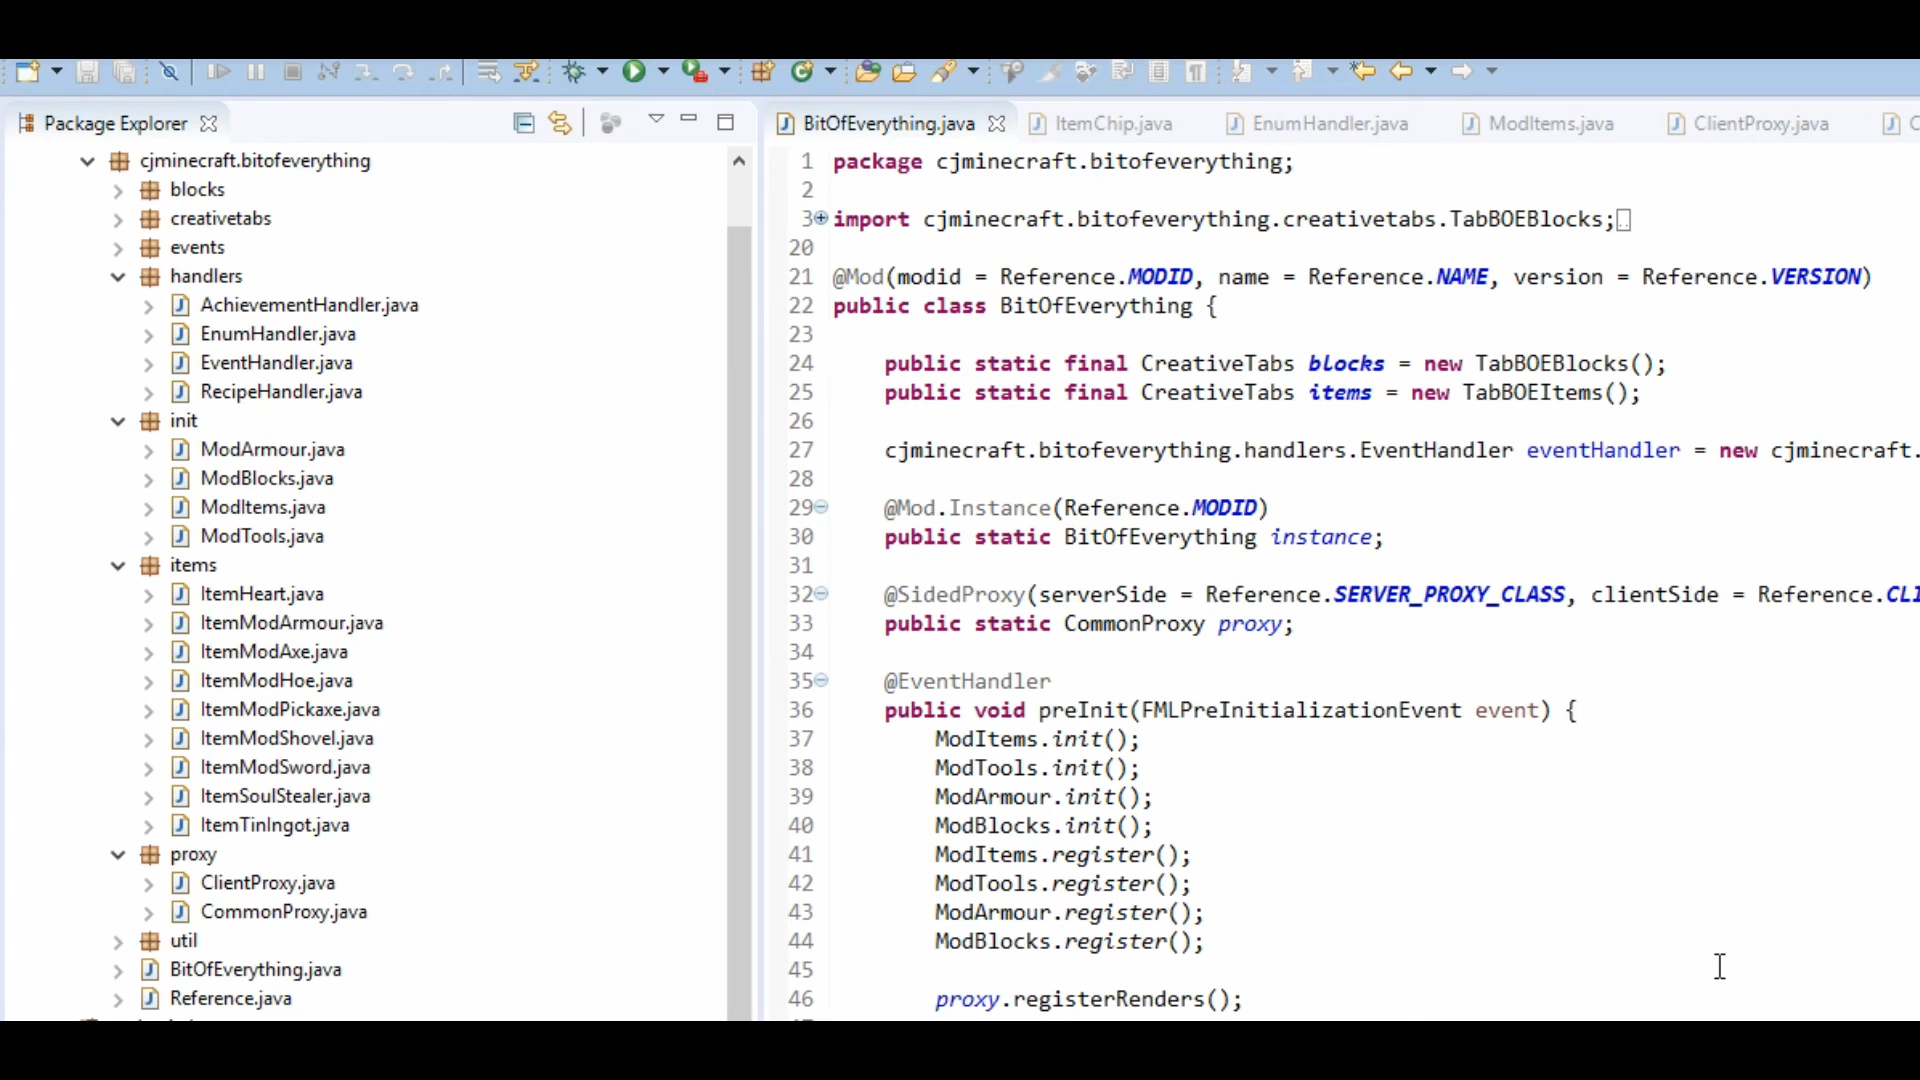 Package Explorer
cjminecraft.bitofeverything
blocks
creativetabs
events
handlers
AchievementHandler.java
EnumHandler.java
EventHandler.java
RecipeHandler.java
init
ModArmour.java
ModBlocks.java
ModItems.java
ModTools.java
items
ItemHeart.java
ItemModArmour.java
ItemModAxe.java
ItemModHoe.java
ItemModPickaxe.java
ItemModShovel.java
ItemModSword.java
ItemSoulStealer.java
ItemTinIngot.java
proxy
ClientProxy.java
CommonProxy.java
util
BitOfEverything.java
Reference.java
BitOfEverything.java ItemChip.java EnumHandler.java ModItems.java ClientProxy.java C
1 package cjminecraft.bitofeverything;
2
3 import cjminecraft.bitofeverything.creativetabs.TabBOEBlocks;
20
21 @Mod(modid = Reference.MODID, name = Reference.NAME, version = Reference.VERSION)
22 public class BitOfEverything {
23
24 public static final CreativeTabs blocks = new TabBOEBlocks();
25 public static final CreativeTabs items = new TabBOEItems();
26
27 cjminecraft.bitofeverything.handlers.EventHandler eventHandler = new cjminecraft.
28
29 @Mod.Instance(Reference.MODID)
30 public static BitOfEverything instance;
31
32 @SidedProxy(serverSide = Reference.SERVER_PROXY_CLASS, clientSide = Reference.CLI
33 public static CommonProxy proxy;
34
35 @EventHandler
36 public void preInit(FMLPreInitializationEvent event) {
37 ModItems.init();
38 ModTools.init();
39 ModArmour.init();
40 ModBlocks.init();
41 ModItems.register();
42 ModTools.register();
43 ModArmour.register();
44 ModBlocks.register();
45
46 proxy.registerRenders();